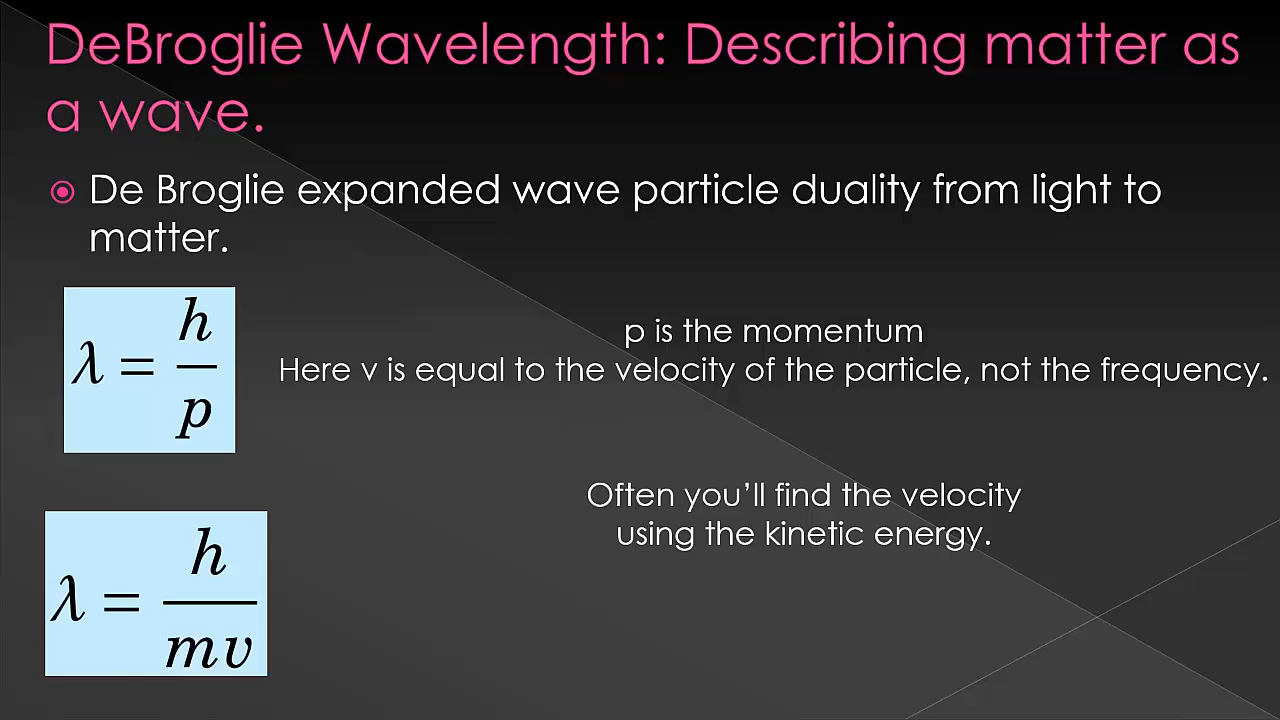 DeBroglie Wavelength: Describing matter as
a wave.
De Broglie expanded wave particle duality from light to
matter.
λ = h/p
p is the momentum
Here v is equal to the velocity of the particle, not the frequency.
Often you'll find the velocity
using the kinetic energy.
λ = h/mv